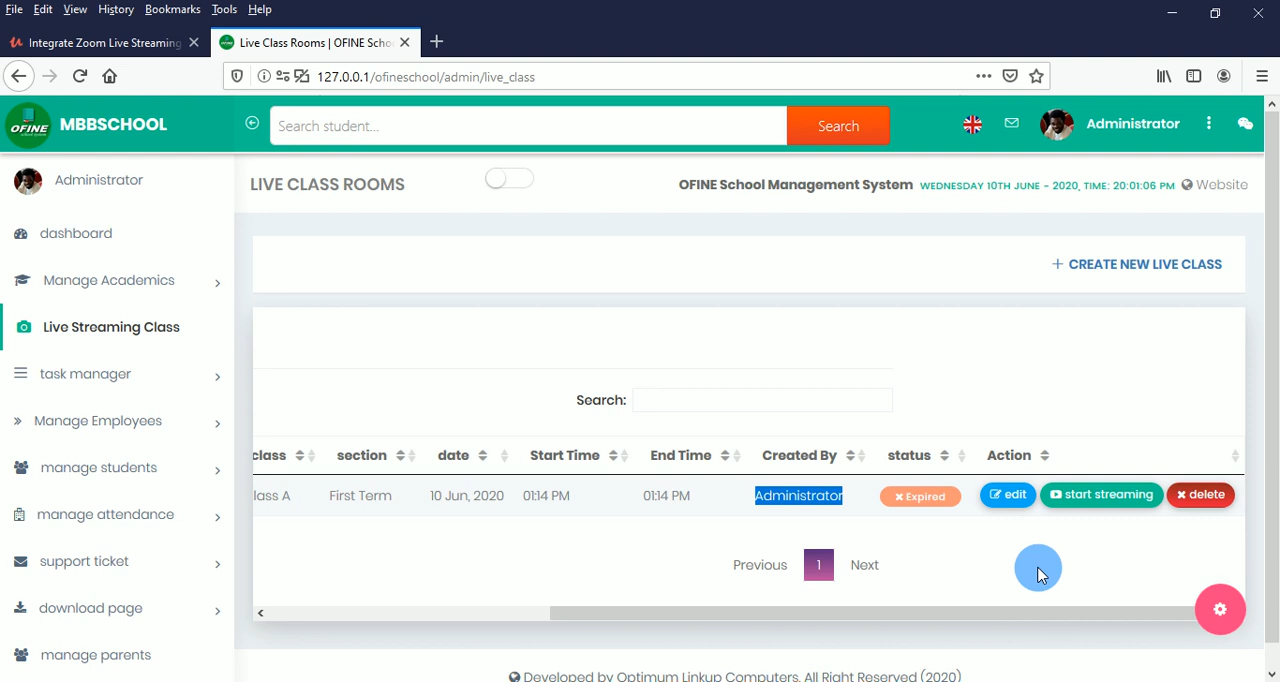 File Edit View History Bookmarks Tools Help
Integrate Zoom Live Streaming
Live Class Rooms | OFINE Scho
127.0.0.1/ofineschool/admin/live_class
OFINE
MBBSCHOOL
Search student...
Search
Administrator
Administrator
LIVE CLASS ROOMS
OFINE School Management System WEDNESDAY 10TH JUNE - 2020, TIME: 20:01:06 PM Website
dashboard
Manage Academics
+ CREATE NEW LIVE CLASS
Live Streaming Class
task manager
Search:
Manage Employees
class section date Start Time End Time Created By status Action
manage students
lass A First Term 10 Jun, 2020 01:14 PM 01:14 PM Administrator × Expired edit start streaming × delete
manage attendance
support ticket
Previous 1 Next
download page
manage parents
Developed by Optimum Linkup Computers. All Right Reserved (2020)